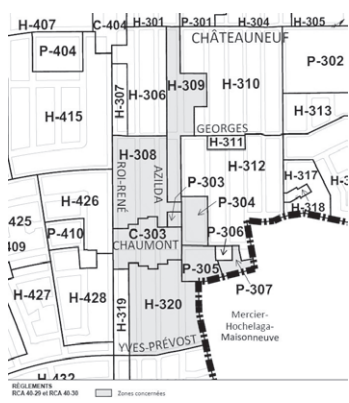 H-407
C-404
H-301
P-301
H-304
H-305
CHÂTEAUNEUF
P-404
P-302
H-307
H-306
H-309
H-310
H-415
H-313
GEORGES
H-311
H-308
ROI-RENÉ
AZILDA
H-312
P-303
H-317
H-426
P-304
H-318
425
P-410
C-303
P-306
409
CHAUMONT
P-305
H-427
H-428
H-319
H-320
P-307
Mercier-
Hochelaga-
Maisonneuve
YVES-PRÉVOST
H-432
RÈGLEMENTS
RCA 40-29 et RCA 40-30
Zones concernées